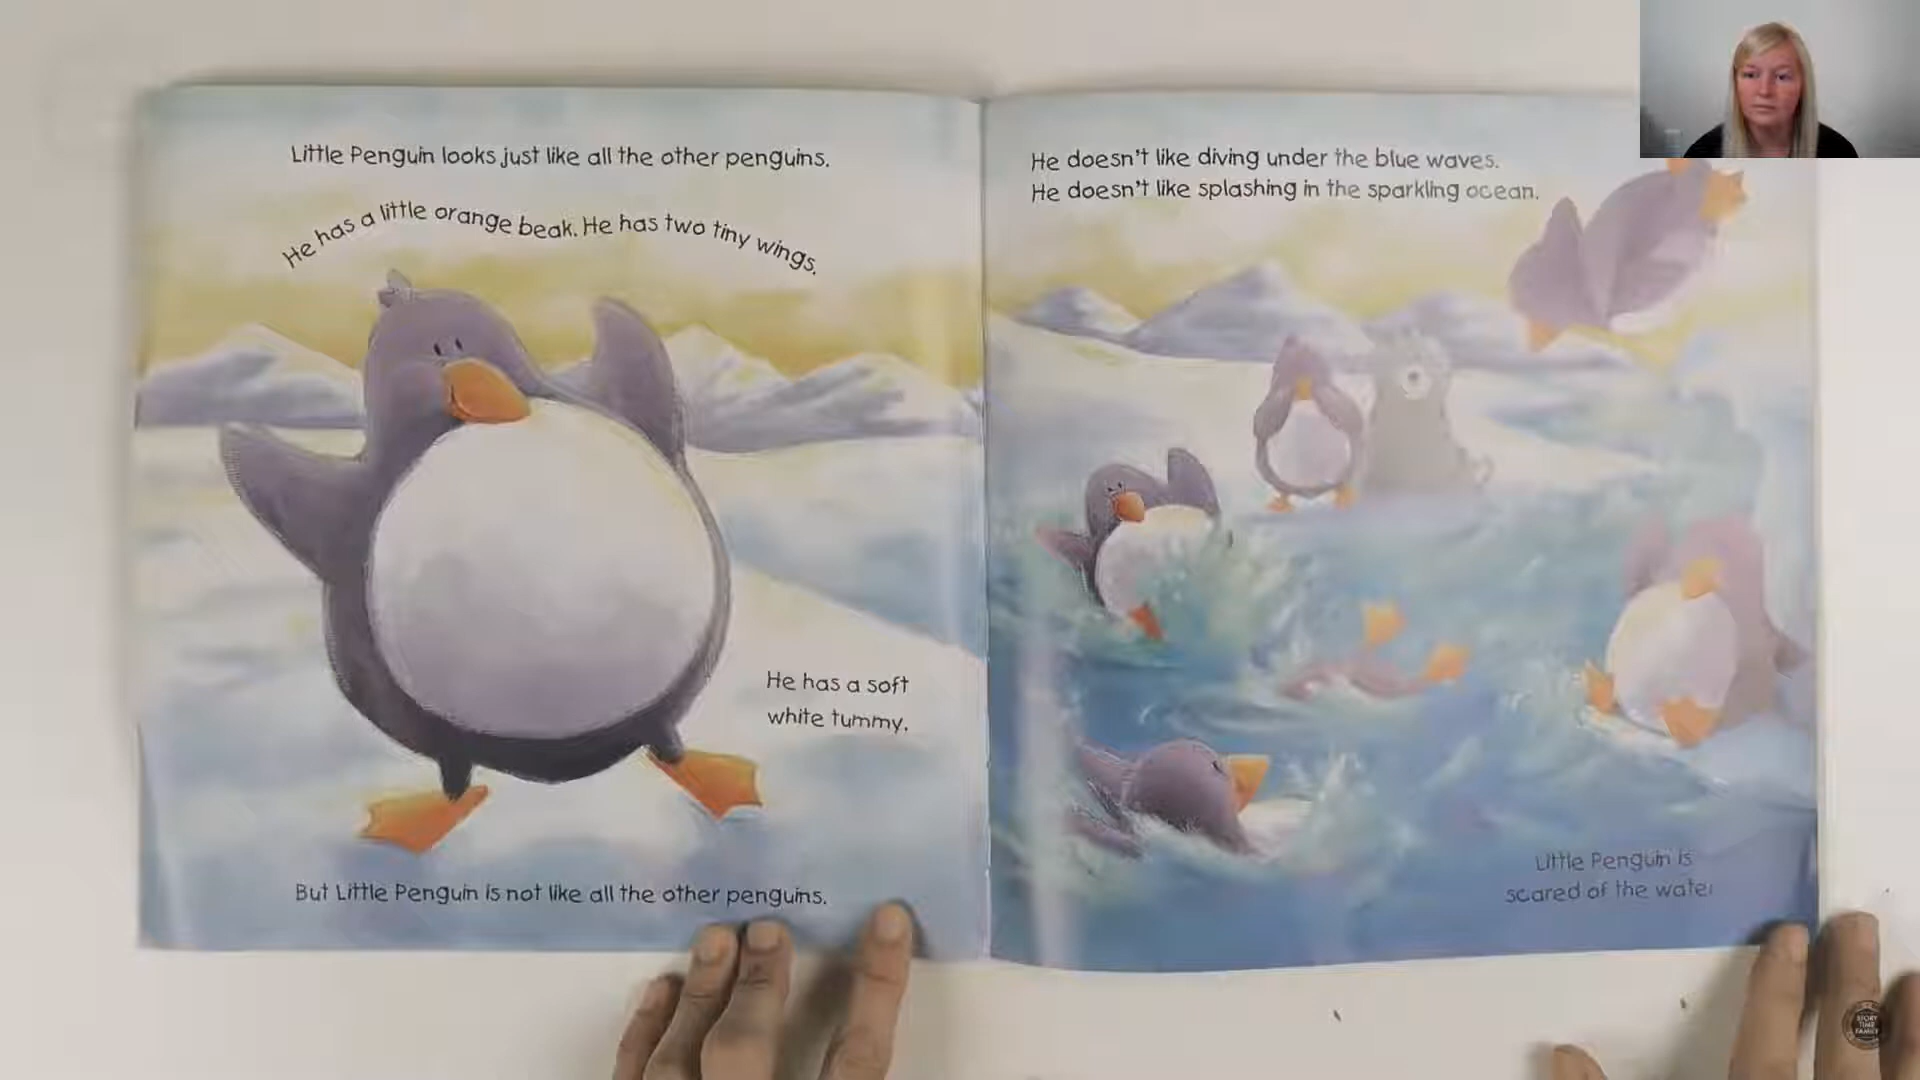 Little Penguin looks just like all the other penguins.
He has a little orange beak. He has two tiny wings.
He has a soft
white tummy.
But Little Penguin is not like all the other penguins.
He doesn't like diving under the blue waves.
He doesn't like splashing in the sparkling ocean.
Little Penguin is
scared of the water
STORY
TIME
FAMILY